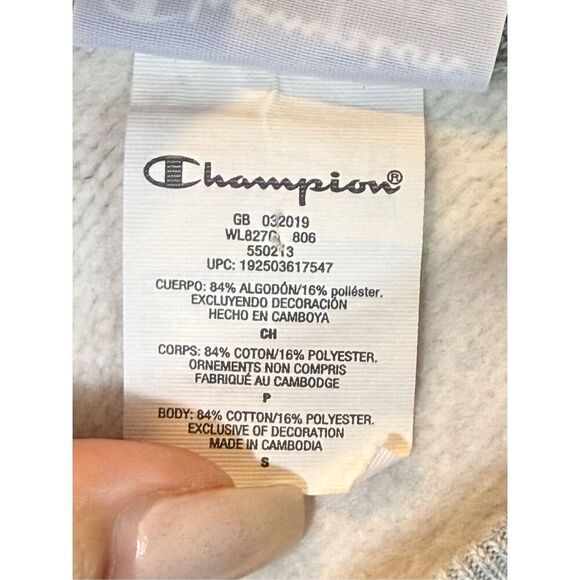 Champion®
GB 032019
WL827G 806
550213
UPC: 192503617547
CUERPO: 84% ALGODÓN/16% poliéster.
EXCLUYENDO DECORACIÓN
HECHO EN CAMBOYA
CH
CORPS: 84% COTON/16% POLYESTER.
ORNEMENTS NON COMPRIS
FABRIQUÉ AU CAMBODGE
P
BODY: 84% COTTON/16% POLYESTER.
EXCLUSIVE OF DECORATION
MADE IN CAMBODIA
S